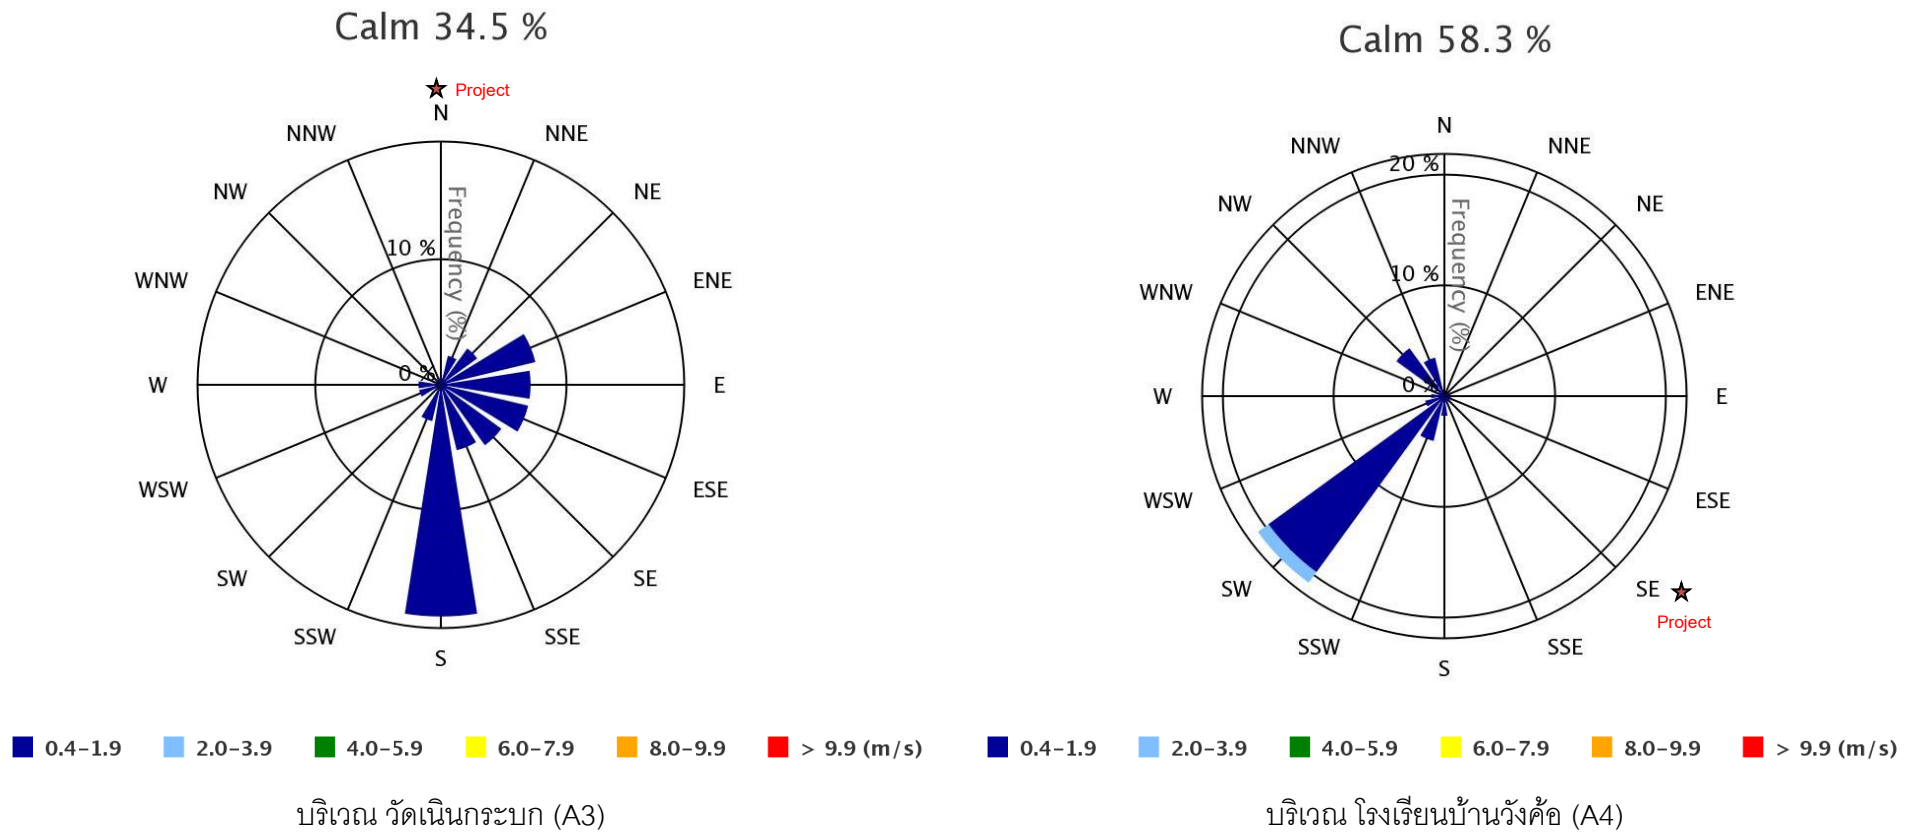 Calm 34.5 %
Project
N
NNW
NNE
NW
NE
WNW
ENE
W
E
WSW
ESE
SW
SE
SSW
SSE
S
Frequency (%)
10 %
0 %
0.4–1.9
2.0–3.9
4.0–5.9
6.0–7.9
8.0–9.9
> 9.9 (m/s)
บริเวณ วัดเนินกระบก (A3)
Calm 58.3 %
N
NNW
NNE
NW
NE
WNW
ENE
W
E
WSW
ESE
SW
SE
Project
SSW
SSE
S
Frequency (%)
20 %
10 %
0 %
0.4–1.9
2.0–3.9
4.0–5.9
6.0–7.9
8.0–9.9
> 9.9 (m/s)
บริเวณ โรงเรียนบ้านวังค้อ (A4)